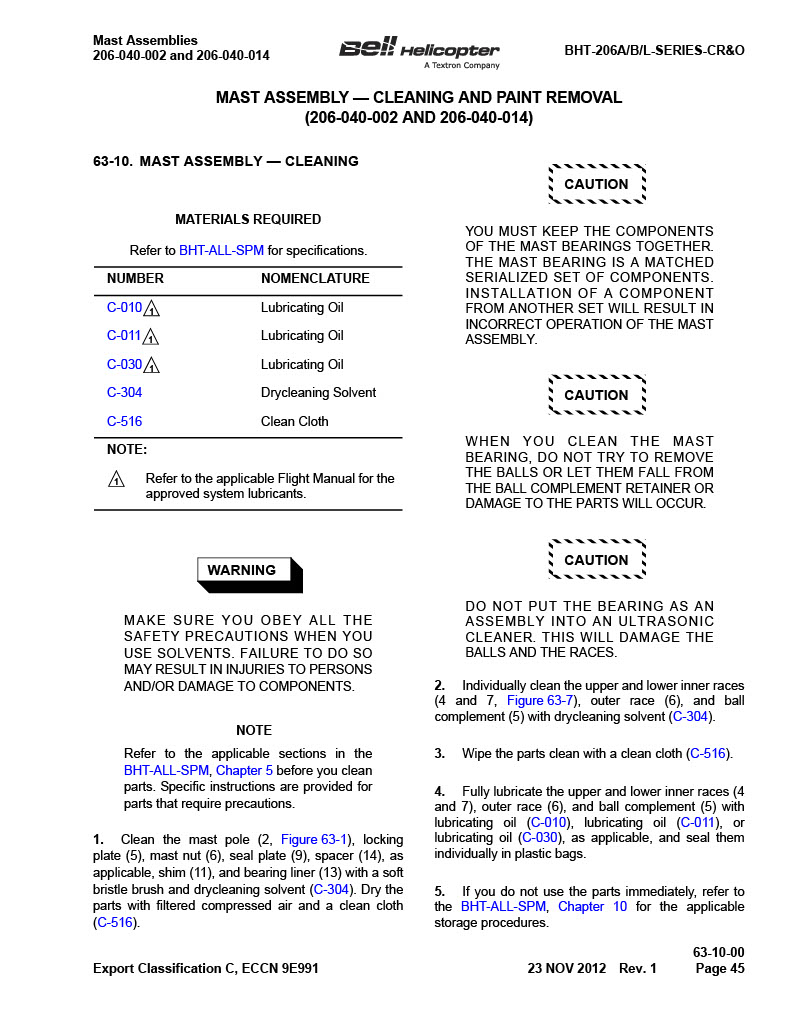 Mast Assemblies
206-040-002 and 206-040-014
Bell Helicopter
A Textron Company
BHT-206A/B/L-SERIES-CR&O
MAST ASSEMBLY — CLEANING AND PAINT REMOVAL
(206-040-002 AND 206-040-014)
63-10. MAST ASSEMBLY — CLEANING
MATERIALS REQUIRED
Refer to BHT-ALL-SPM for specifications.
NUMBER NOMENCLATURE
C-010 1 Lubricating Oil
C-011 1 Lubricating Oil
C-030 1 Lubricating Oil
C-304 Drycleaning Solvent
C-516 Clean Cloth
NOTE:
1 Refer to the applicable Flight Manual for the
approved system lubricants.
WARNING
MAKE SURE YOU OBEY ALL THE
SAFETY PRECAUTIONS WHEN YOU
USE SOLVENTS. FAILURE TO DO SO
MAY RESULT IN INJURIES TO PERSONS
AND/OR DAMAGE TO COMPONENTS.
NOTE
Refer to the applicable sections in the
BHT-ALL-SPM, Chapter 5 before you clean
parts. Specific instructions are provided for
parts that require precautions.
1. Clean the mast pole (2, Figure 63-1), locking
plate (5), mast nut (6), seal plate (9), spacer (14), as
applicable, shim (11), and bearing liner (13) with a soft
bristle brush and drycleaning solvent (C-304). Dry the
parts with filtered compressed air and a clean cloth
(C-516).
CAUTION
YOU MUST KEEP THE COMPONENTS
OF THE MAST BEARINGS TOGETHER.
THE MAST BEARING IS A MATCHED
SERIALIZED SET OF COMPONENTS.
INSTALLATION OF A COMPONENT
FROM ANOTHER SET WILL RESULT IN
INCORRECT OPERATION OF THE MAST
ASSEMBLY.
CAUTION
WHEN YOU CLEAN THE MAST
BEARING, DO NOT TRY TO REMOVE
THE BALLS OR LET THEM FALL FROM
THE BALL COMPLEMENT RETAINER OR
DAMAGE TO THE PARTS WILL OCCUR.
CAUTION
DO NOT PUT THE BEARING AS AN
ASSEMBLY INTO AN ULTRASONIC
CLEANER. THIS WILL DAMAGE THE
BALLS AND THE RACES.
2. Individually clean the upper and lower inner races
(4 and 7, Figure 63-7), outer race (6), and ball
complement (5) with drycleaning solvent (C-304).
3. Wipe the parts clean with a clean cloth (C-516).
4. Fully lubricate the upper and lower inner races (4
and 7), outer race (6), and ball complement (5) with
lubricating oil (C-010), lubricating oil (C-011), or
lubricating oil (C-030), as applicable, and seal them
individually in plastic bags.
5. If you do not use the parts immediately, refer to
the BHT-ALL-SPM, Chapter 10 for the applicable
storage procedures.
63-10-00
Export Classification C, ECCN 9E991 23 NOV 2012 Rev. 1 Page 45